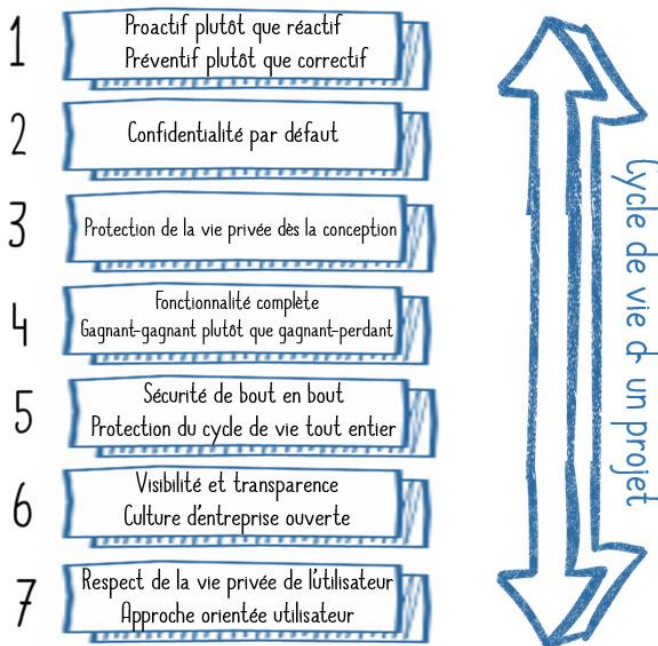 1
Proactif plutôt que réactif
Préventif plutôt que correctif
2
Confidentialité par défaut
3
Protection de la vie privée dès la conception
4
Fonctionnalité complète
Gagnant-gagnant plutôt que gagnant-perdant
5
Sécurité de bout en bout
Protection du cycle de vie tout entier
6
Visibilité et transparence
Culture d'entreprise ouverte
7
Respect de la vie privée de l'utilisateur
Approche orientée utilisateur
Cycle de vie d un projet